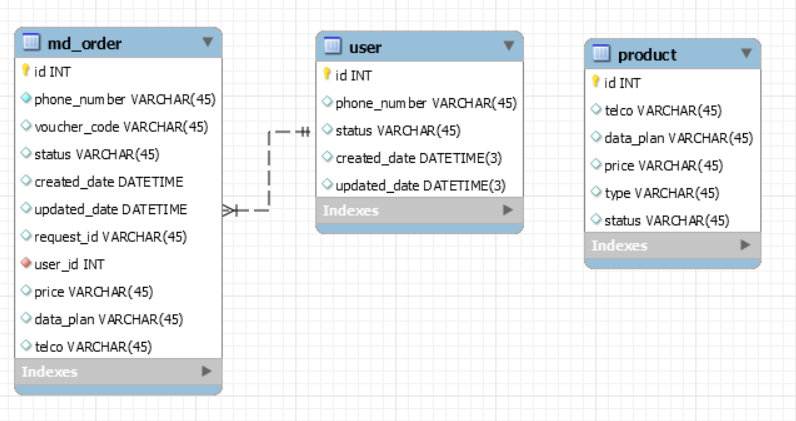 md_order
id INT
phone_number VARCHAR(45)
voucher_code VARCHAR(45)
status VARCHAR(45)
created_date DATETIME
updated_date DATETIME
request_id VARCHAR(45)
user_id INT
price VARCHAR(45)
data_plan VARCHAR(45)
telco VARCHAR(45)
Indexes
user
id INT
phone_number VARCHAR(45)
status VARCHAR(45)
created_date DATETIME(3)
updated_date DATETIME(3)
Indexes
product
id INT
telco VARCHAR(45)
data_plan VARCHAR(45)
price VARCHAR(45)
type VARCHAR(45)
status VARCHAR(45)
Indexes